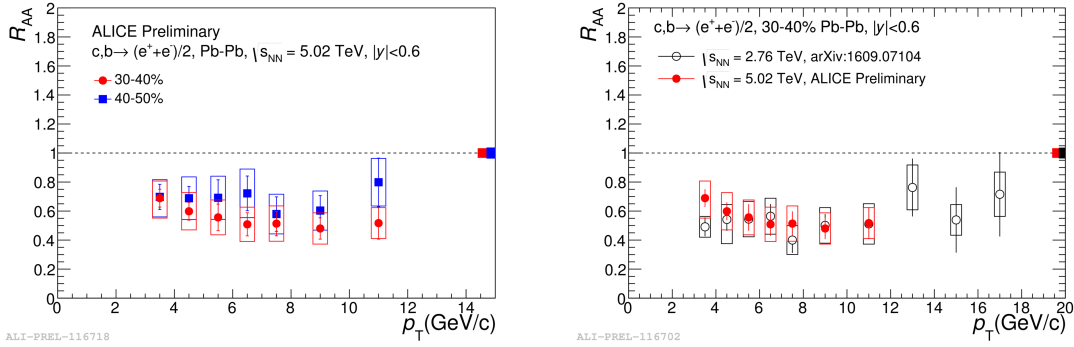 R_AA
ALICE Preliminary
c,b→ (e⁺+e⁻)/2, Pb-Pb, √s_NN = 5.02 TeV, |y|<0.6
30-40%
40-50%
2
1.8
1.6
1.4
1.2
1
0.8
0.6
0.4
0.2
0
0 2 4 6 8 10 12 14
p_T(GeV/c)
ALI-PREL-116718
R_AA
c,b→ (e⁺+e⁻)/2, 30-40% Pb-Pb, |y|<0.6
√s_NN = 2.76 TeV, arXiv:1609.07104
√s_NN = 5.02 TeV, ALICE Preliminary
2
1.8
1.6
1.4
1.2
1
0.8
0.6
0.4
0.2
0
0 2 4 6 8 10 12 14 16 18 20
p_T(GeV/c)
ALI-PREL-116702